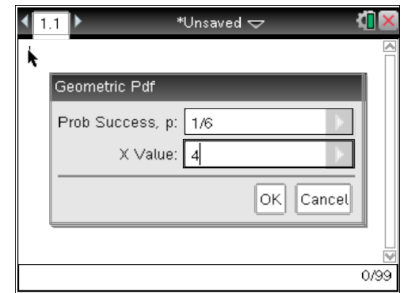 1.1
*Unsaved
Geometric Pdf
Prob Success, p: 1/6
X Value: 4
OK Cancel
0/99